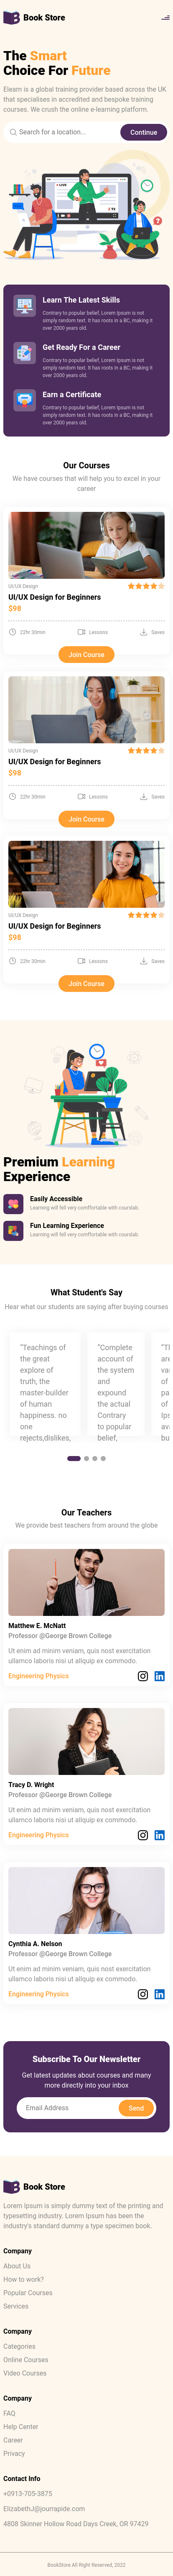 Book Store
The Smart
Choice For Future
Elearn is a global training provider based across the UK
that specialises in accredited and bespoke training
courses. We crush the online e-learning platform.
Search for a location...
Continue
LIVE
Learn The Latest Skills
Contrary to popular belief, Lorem Ipsum is not
simply random text. It has roots in a BC, making it
over 2000 years old.
Get Ready For a Career
Contrary to popular belief, Lorem Ipsum is not
simply random text. It has roots in a BC, making it
over 2000 years old.
Earn a Certificate
Contrary to popular belief, Lorem Ipsum is not
simply random text. It has roots in a BC, making it
over 2000 years old.
Our Courses
We have courses that will help you to excel in your
career
UI/UX Design
UI/UX Design for Beginners
$98
22hr 30min
Lessons
Saves
Join Course
UI/UX Design
UI/UX Design for Beginners
$98
22hr 30min
Lessons
Saves
Join Course
UI/UX Design
UI/UX Design for Beginners
$98
22hr 30min
Lessons
Saves
Join Course
Premium Learning
Experience
Easily Accessible
Learning will fell very comffortable with courslab.
Fun Learning Experience
Learning will fell very comffortable with courslab.
What Student's Say
Hear what our students are saying after buying courses
"Teachings of
the great
explore of
truth, the
master-builder
of human
happiness. no
one
rejects,dislikes,
"Complete
account of
the system
and
expound
the actual
Contrary
to popular
belief,
Our Teachers
We provide best teachers from around the globe
Matthew E. McNatt
Professor @George Brown College
Ut enim ad minim veniam, quis nost exercitation
ullamco laboris nisi ut aliquip ex commodo.
Engineering Physics
Tracy D. Wright
Professor @George Brown College
Ut enim ad minim veniam, quis nost exercitation
ullamco laboris nisi ut aliquip ex commodo.
Engineering Physics
Cynthia A. Nelson
Professor @George Brown College
Ut enim ad minim veniam, quis nost exercitation
ullamco laboris nisi ut aliquip ex commodo.
Engineering Physics
Subscribe To Our Newsletter
Get latest updates about courses and many
more directely into your inbox
Email Address
Send
Book Store
Lorem Ipsum is simply dummy text of the printing and
typesetting industry. Lorem Ipsum has been the
industry's standard dummy a type specimen book.
Company
About Us
How to work?
Populer Courses
Services
Company
Categories
Online Courses
Video Courses
Company
FAQ
Help Center
Career
Privacy
Contact Info
+0913-705-3875
ElizabethJ@jourrapide.com
4808 Skinner Hollow Road Days Creek, OR 97429
BookStore All Right Reserved, 2022